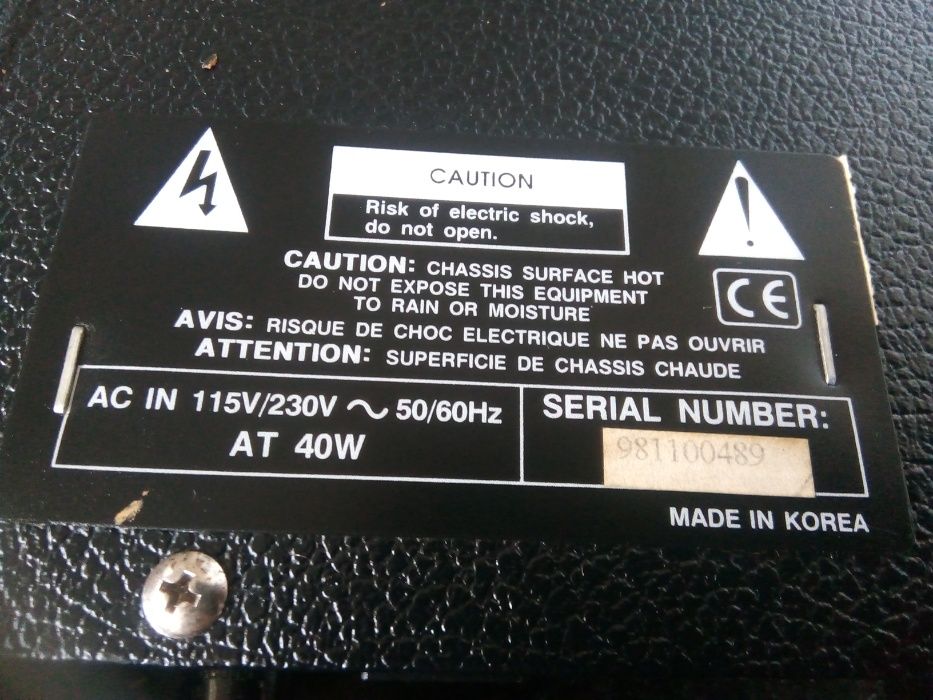 CAUTION
Risk of electric shock,
do not open.
CAUTION: CHASSIS SURFACE HOT
DO NOT EXPOSE THIS EQUIPMENT
TO RAIN OR MOISTURE
CE
AVIS: RISQUE DE CHOC ELECTRIQUE NE PAS OUVRIR
ATTENTION: SUPERFICIE DE CHASSIS CHAUDE
AC IN 115V/230V ~ 50/60Hz
AT 40W
SERIAL NUMBER:
981100489
MADE IN KOREA